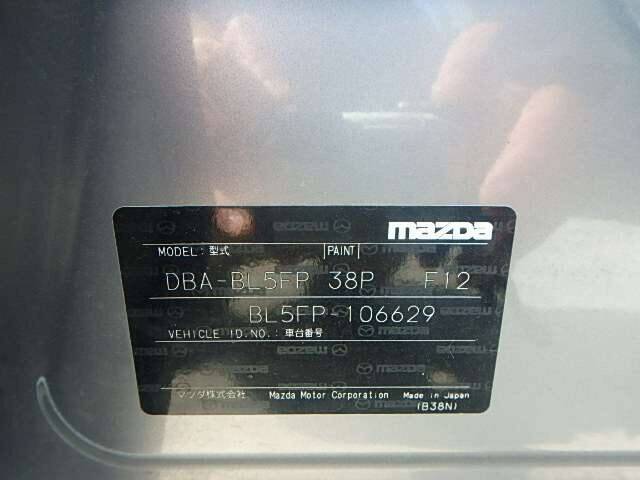 mazda
MODEL: 型式 PAINT
DBA-BL5FP 38P F12
BL5FP-106629
VEHICLE ID.NO.: 車台番号
マツダ株式会社 Mazda Motor Corporation Made in Japan
(B38N)